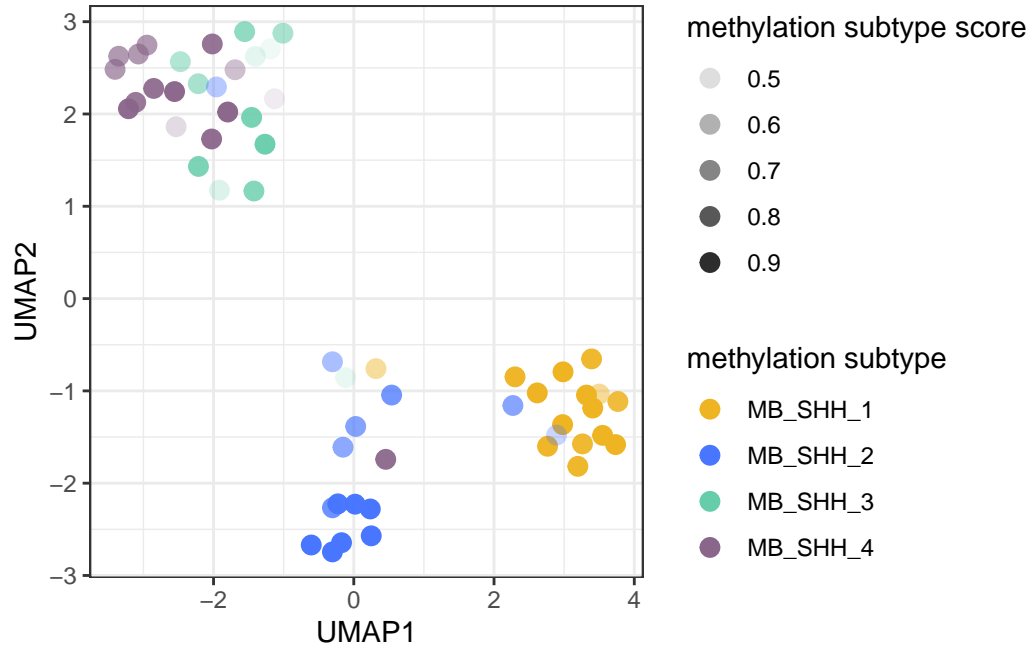 3
2
1
0
−1
−2
−3
UMAP2
−2
0
2
4
UMAP1
methylation subtype score
0.5
0.6
0.7
0.8
0.9
methylation subtype
MB_SHH_1
MB_SHH_2
MB_SHH_3
MB_SHH_4